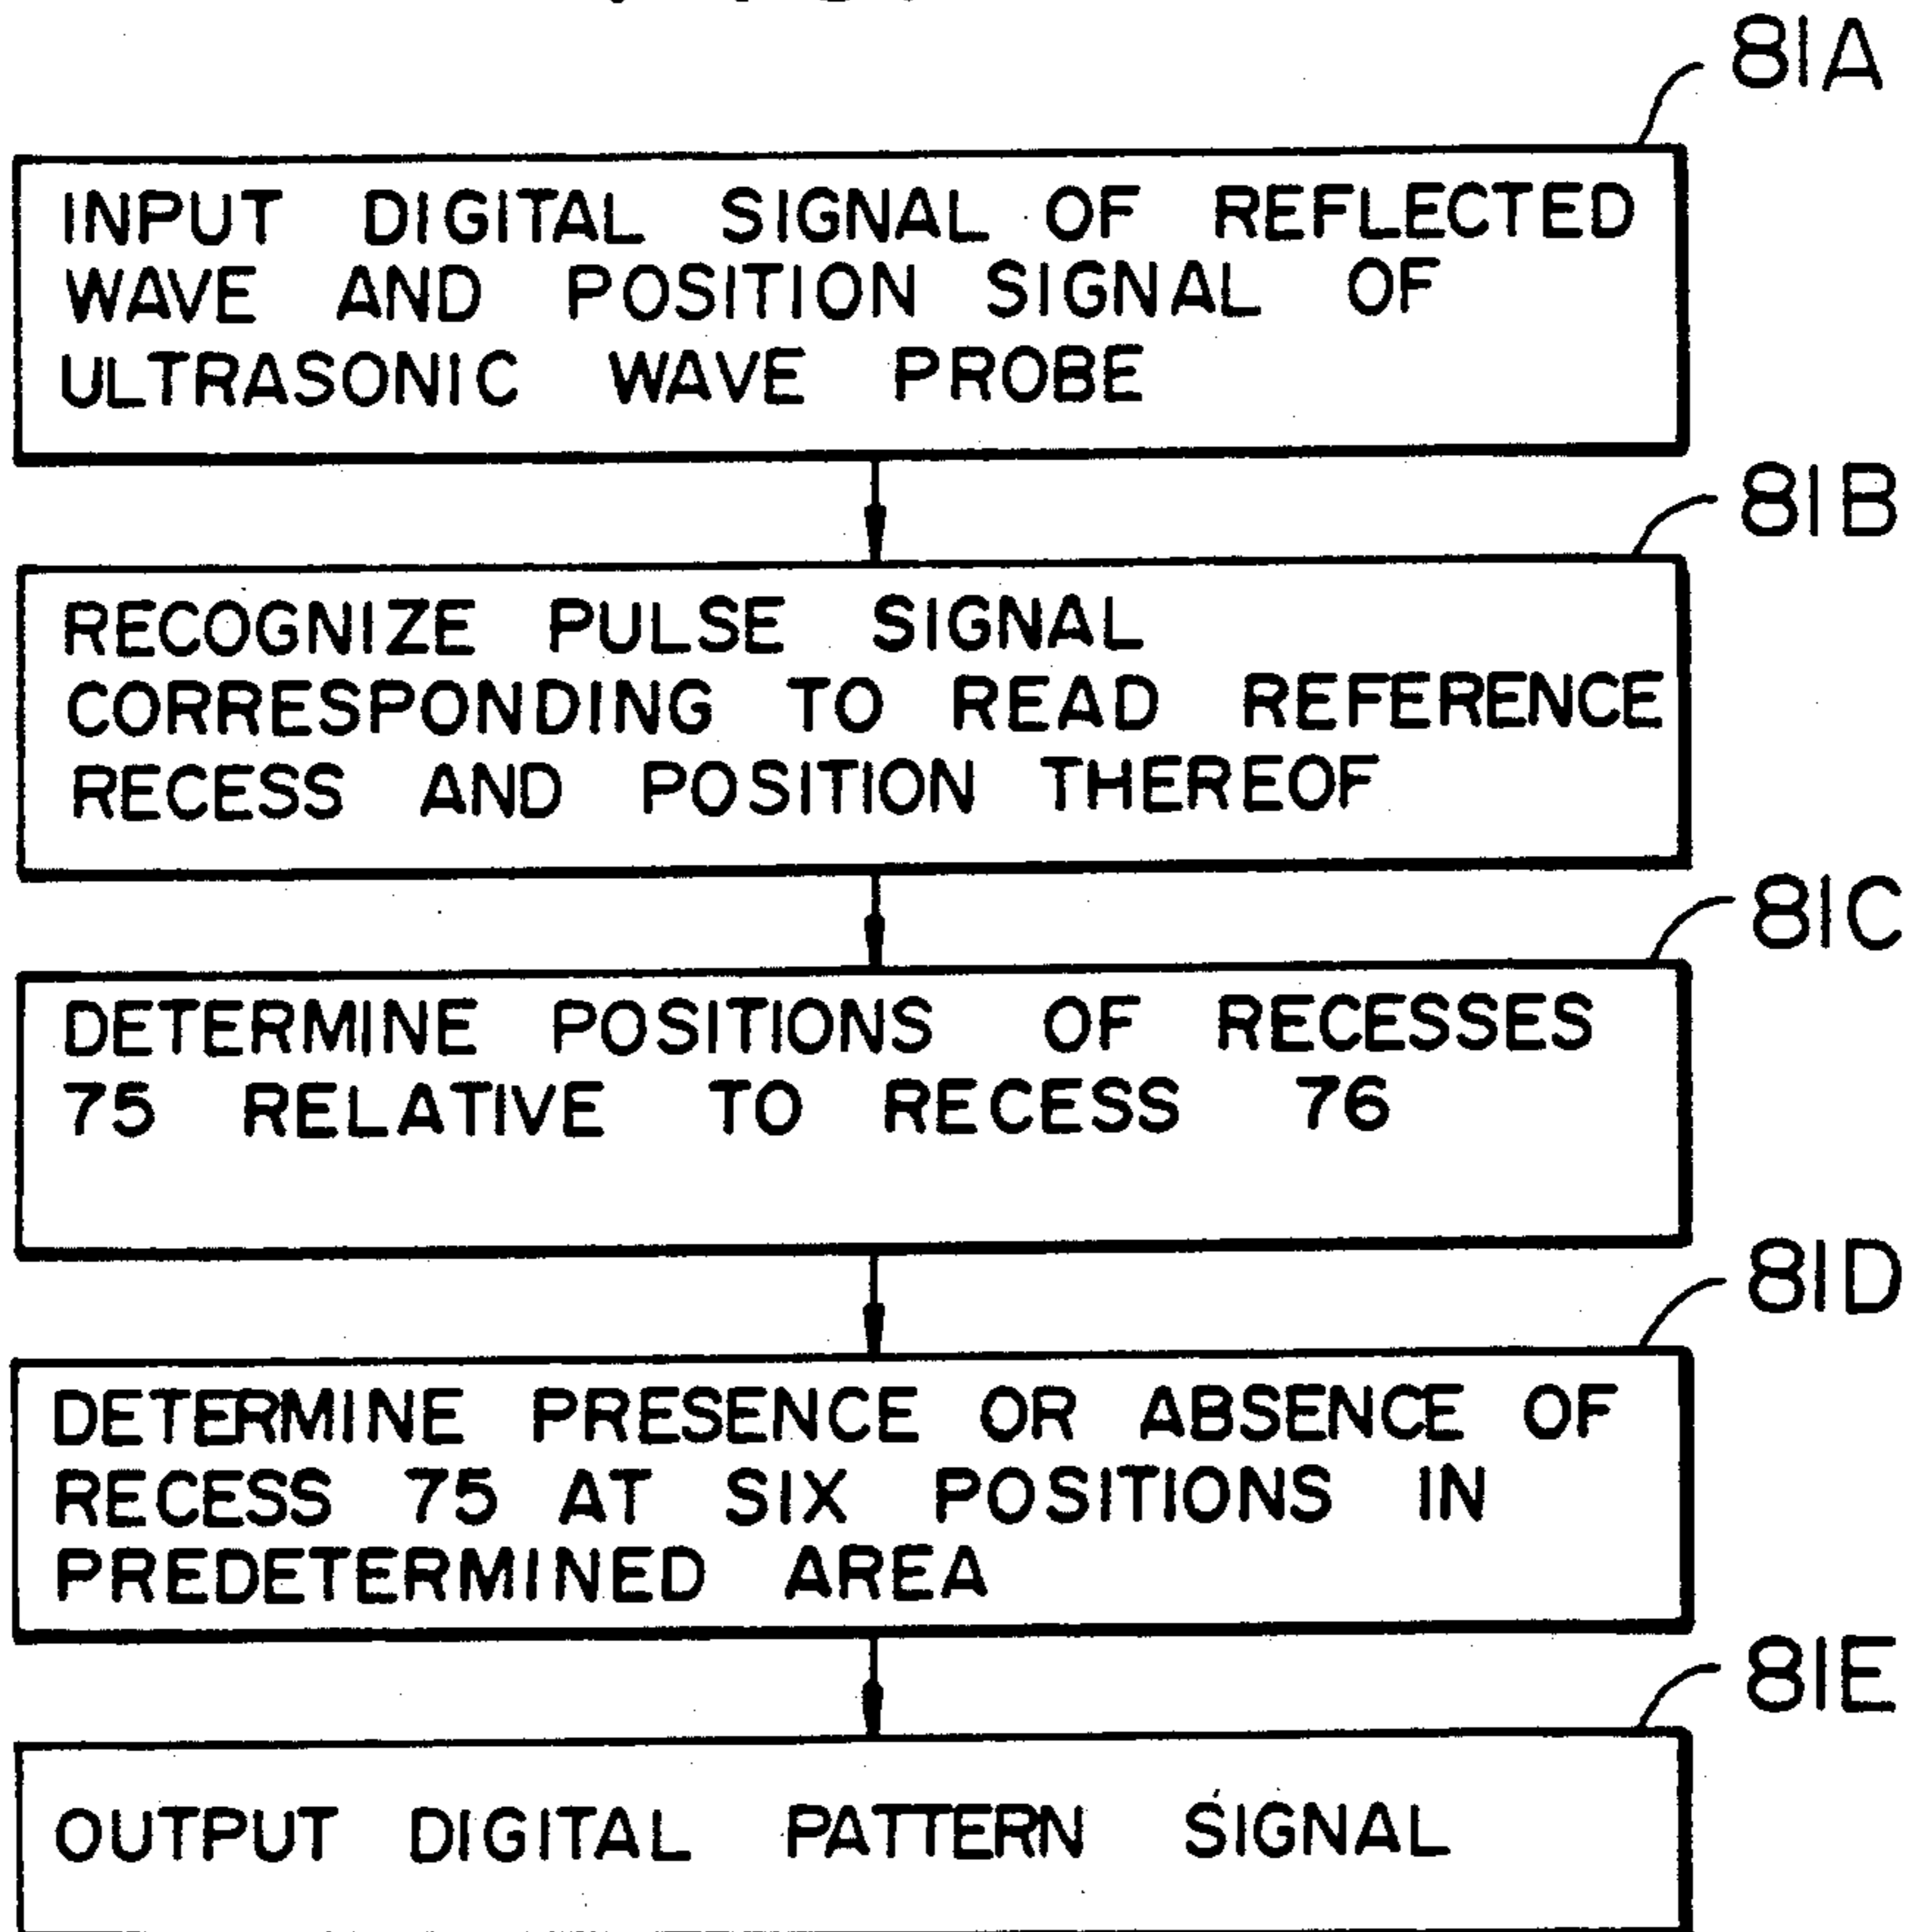 81A
INPUT DIGITAL SIGNAL OF REFLECTED
WAVE AND POSITION SIGNAL OF
ULTRASONIC WAVE PROBE
81B
RECOGNIZE PULSE SIGNAL
CORRESPONDING TO READ REFERENCE
RECESS AND POSITION THEREOF
81C
DETERMINE POSITIONS OF RECESSES
75 RELATIVE TO RECESS 76
81D
DETERMINE PRESENCE OR ABSENCE OF
RECESS 75 AT SIX POSITIONS IN
PREDETERMINED AREA
81E
OUTPUT DIGITAL PATTERN SIGNAL